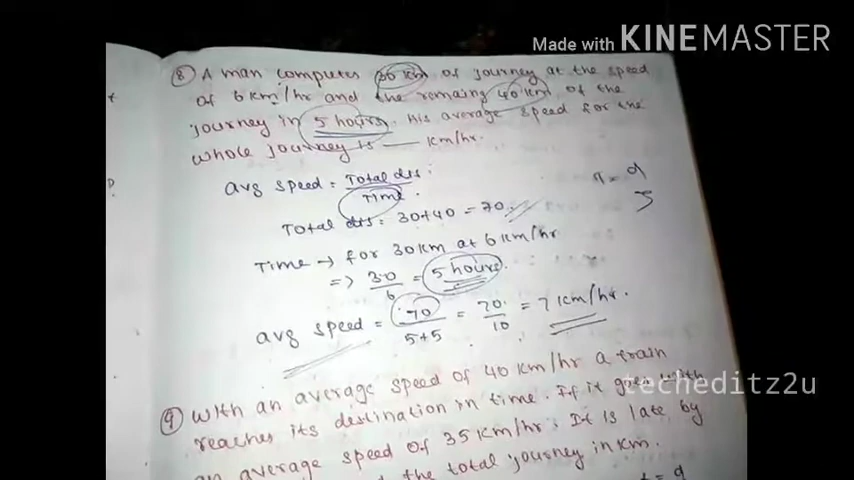 Made with KINEMASTER
⑧ A man computes 30 km of journey at the speed
of 6 km/hr and the remaing 40 km of the
journey in 5 hours. His average speed for the
whole journey is — km/hr.
avg speed = Total dis
Time.
Total dis = 30+40 = 70
Time → for 30 km at 6 km/hr
=> 30/6 = 5 hours.
avg speed = 70/5+5 = 70/10 = 7 km/hr.
techeditz2u
⑨ With an average speed of 40 km/hr a train
reaches its destination in time. If it goes with
an average speed of 35 km/hr. It is late by
the total journey in km.